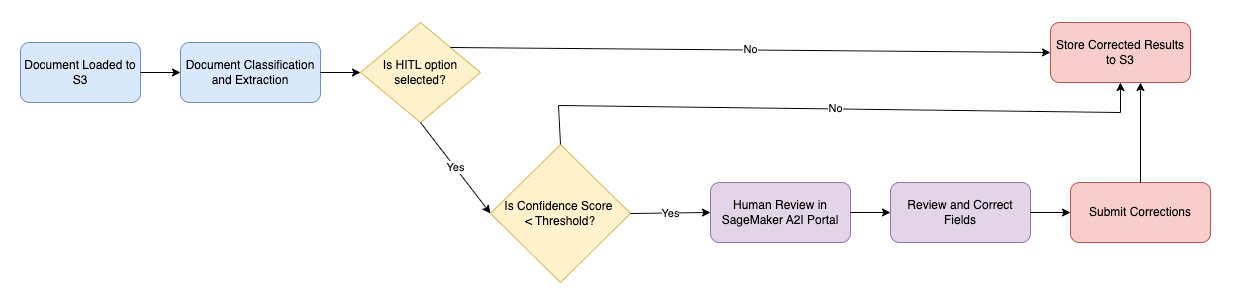 Document Loaded to
S3
Document Classification
and Extraction
Is HITL option
selected?
No
Store Corrected Results
to S3
No
Yes
Is Confidence Score
< Threshold?
Yes
Human Review in
SageMaker A2I Portal
Review and Correct
Fields
Submit Corrections